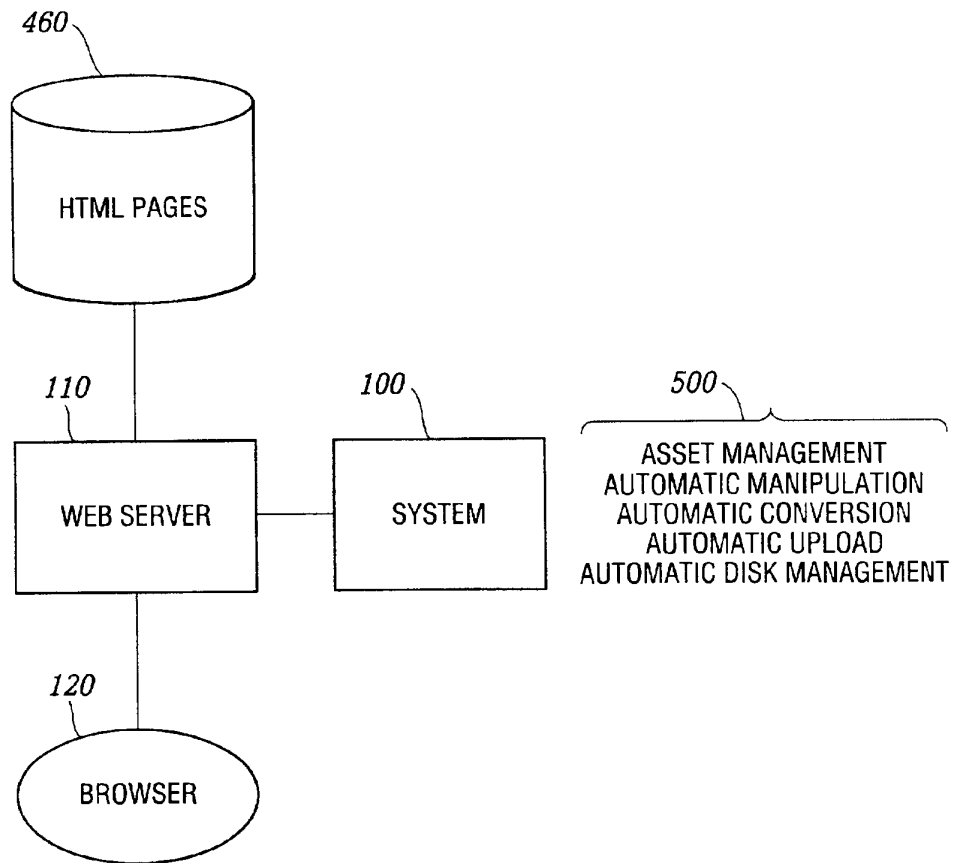 460
HTML PAGES
110
100
500
WEB SERVER
SYSTEM
ASSET MANAGEMENT
AUTOMATIC MANIPULATION
AUTOMATIC CONVERSION
AUTOMATIC UPLOAD
AUTOMATIC DISK MANAGEMENT
120
BROWSER